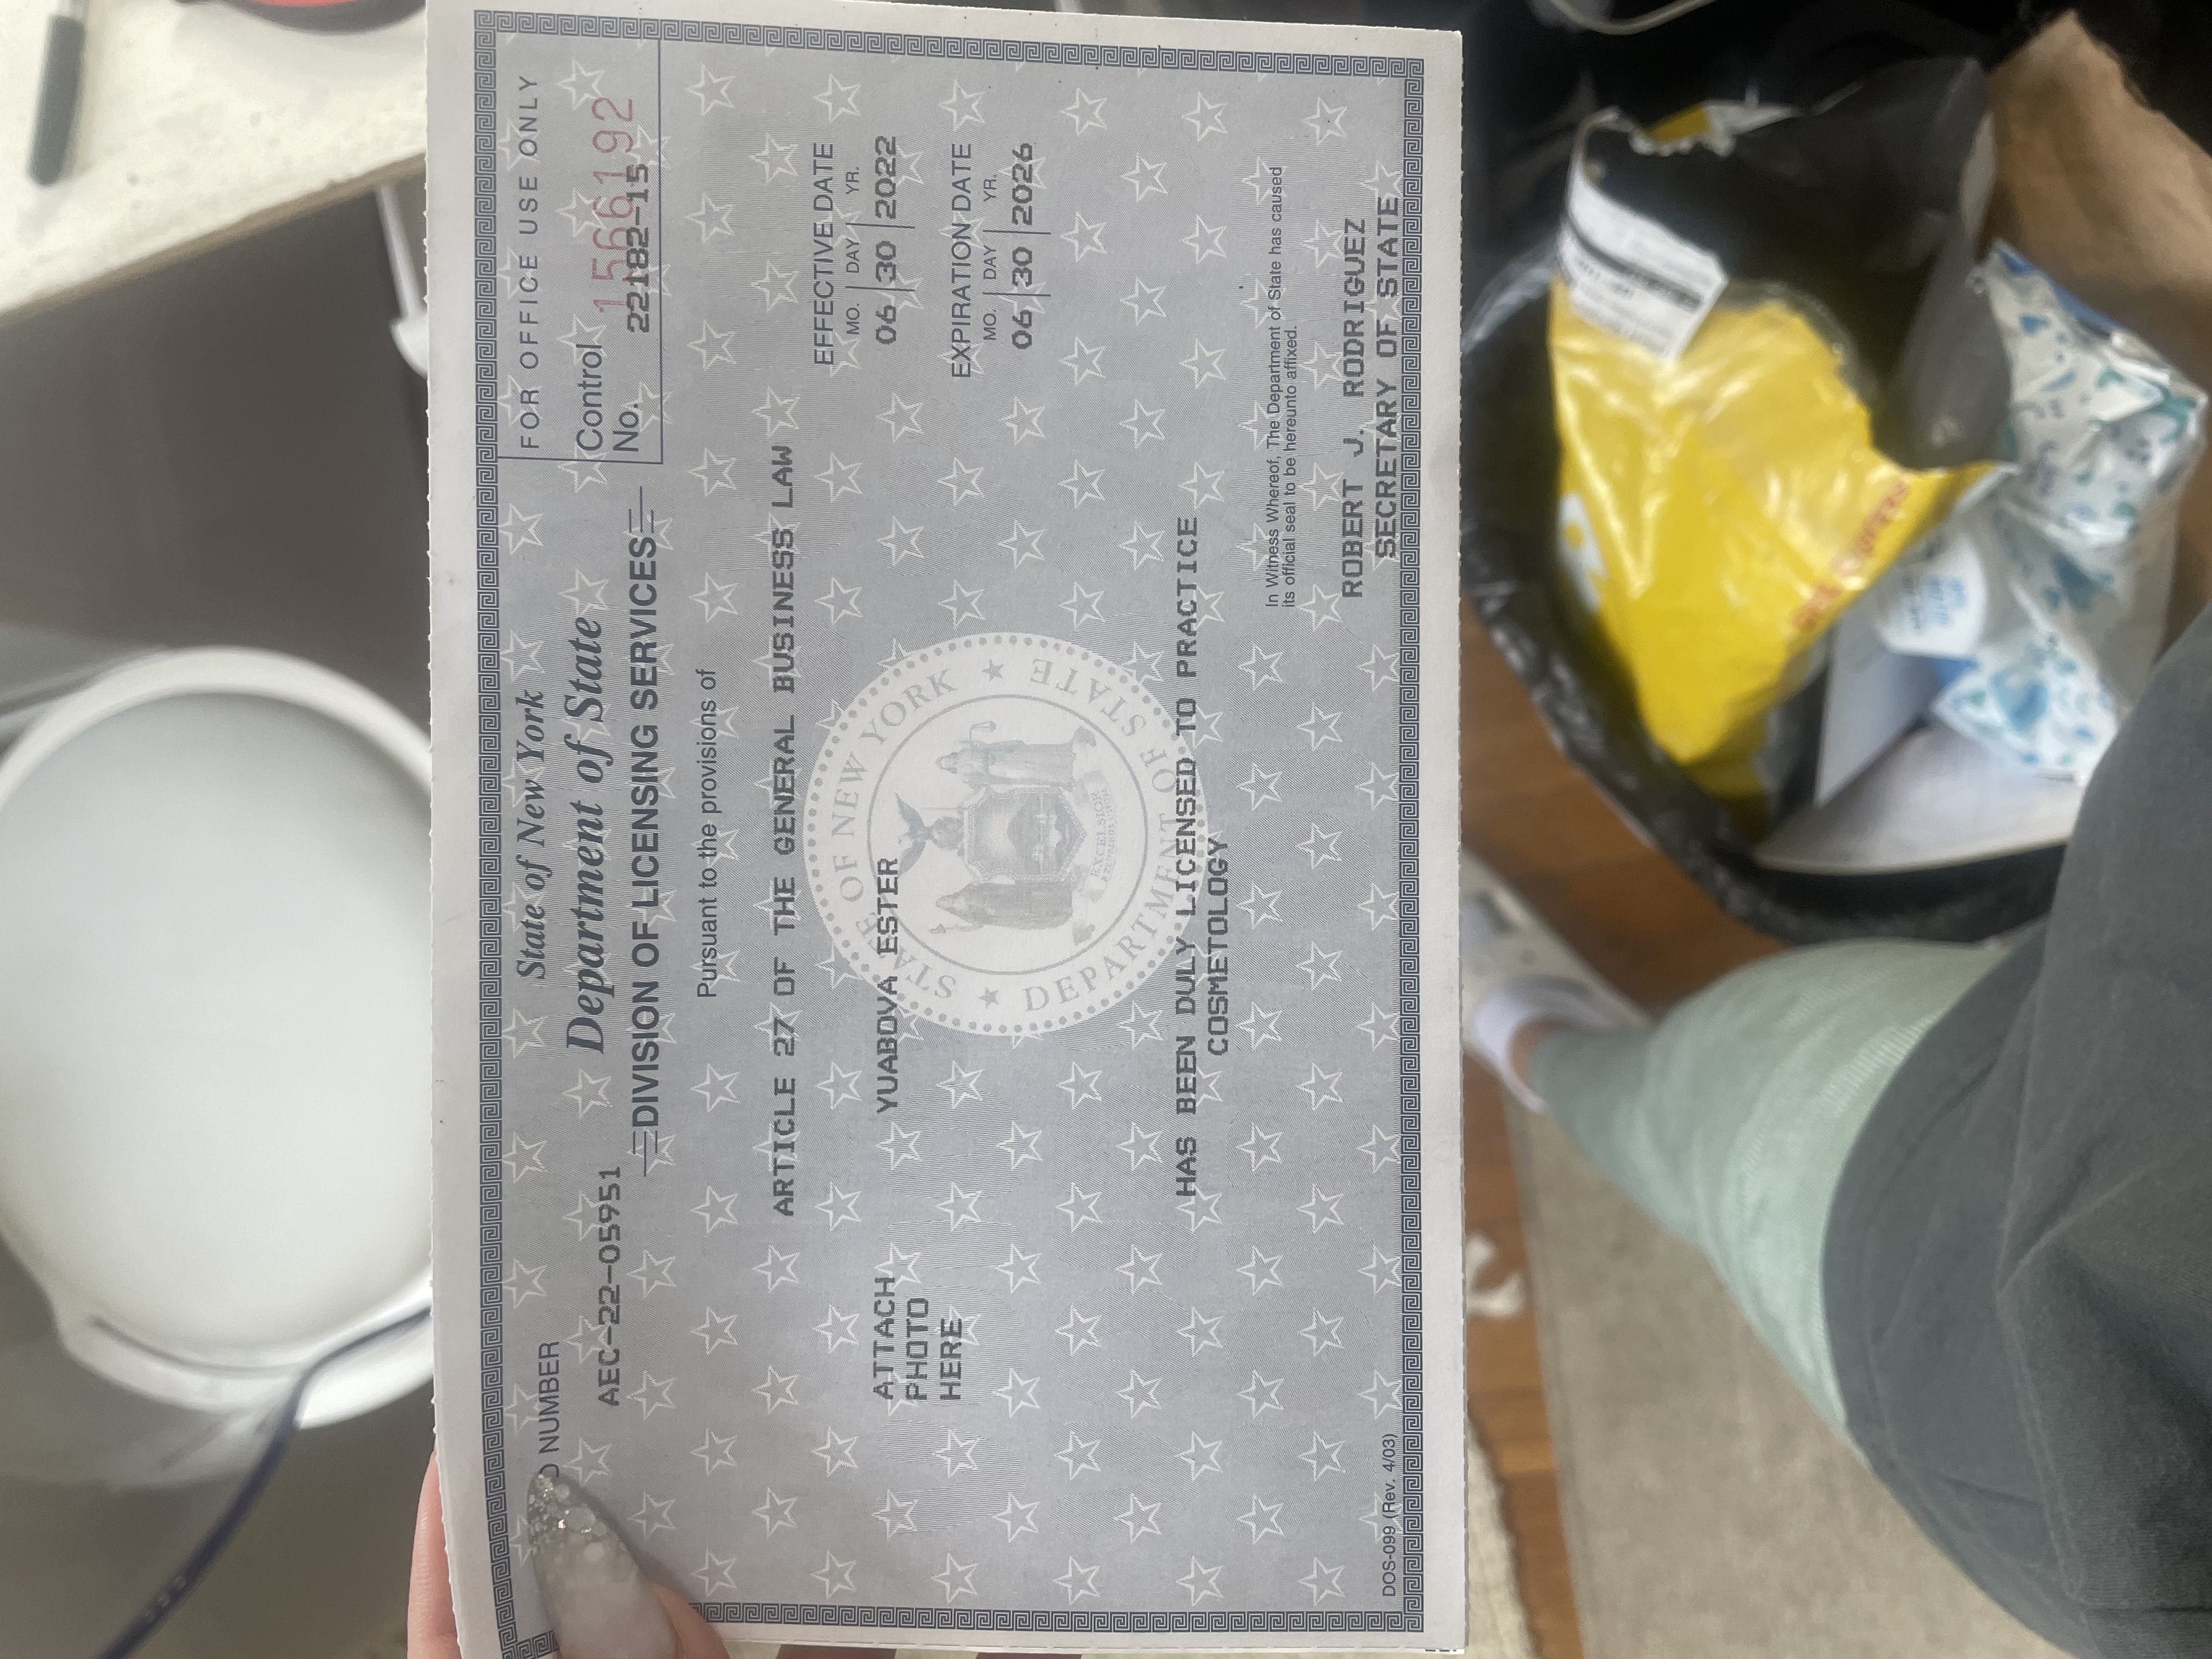 State of New York
Department of State
DIVISION OF LICENSING SERVICES
NUMBER
AEC-22-05951
FOR OFFICE USE ONLY
Control
No.
1566192
22182-15
Pursuant to the provisions of
ARTICLE 27 OF THE GENERAL BUSINESS LAW
EFFECTIVE DATE
MO. DAY YR.
06 30 2022
ATTACH
PHOTO
HERE
YUABOVA ESTER
EXPIRATION DATE
MO. DAY YR.
06 30 2026
STATE OF NEW YORK
DEPARTMENT OF STATE
EXCELSIOR
HAS BEEN DULY LICENSED TO PRACTICE
COSMETOLOGY
In Witness Whereof, The Department of State has caused
its official seal to be hereunto affixed.
ROBERT J. RODRIGUEZ
SECRETARY OF STATE
DOS-099 (Rev. 4/03)